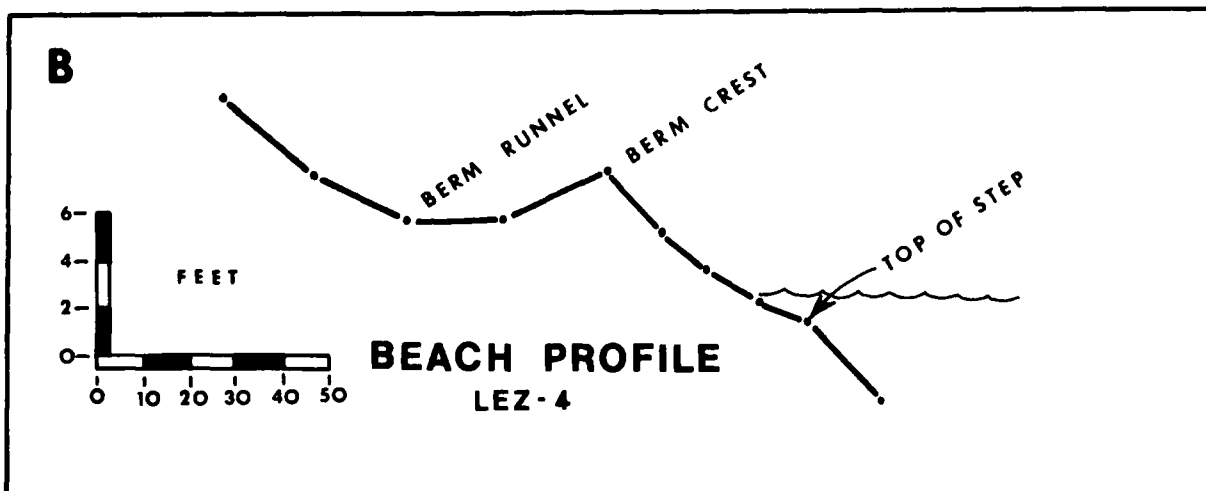 B
BERM RUNNEL
BERM CREST
TOP OF STEP
6
4
2
0
FEET
0 10 20 30 40 50
BEACH PROFILE
LEZ-4